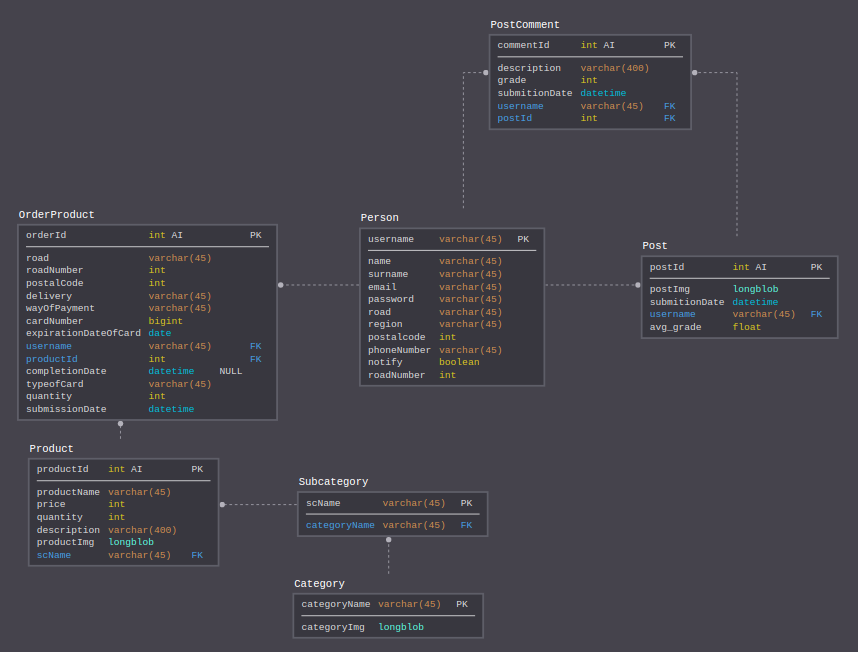 PostComment
commentId int AI PK
description varchar(400)
grade int
submitionDate datetime
username varchar(45) FK
postId int FK
OrderProduct
orderId int AI PK
road varchar(45)
roadNumber int
postalCode int
delivery varchar(45)
wayOfPayment varchar(45)
cardNumber bigint
expirationDateOfCard date
username varchar(45) FK
productId int FK
completionDate datetime NULL
typeofCard varchar(45)
quantity int
submissionDate datetime
Person
username varchar(45) PK
name varchar(45)
surname varchar(45)
email varchar(45)
password varchar(45)
road varchar(45)
region varchar(45)
postalcode int
phoneNumber varchar(45)
notify boolean
roadNumber int
Post
postId int AI PK
postImg longblob
submitionDate datetime
username varchar(45) FK
avg_grade float
Product
productId int AI PK
productName varchar(45)
price int
quantity int
description varchar(400)
productImg longblob
scName varchar(45) FK
Subcategory
scName varchar(45) PK
categoryName varchar(45) FK
Category
categoryName varchar(45) PK
categoryImg longblob